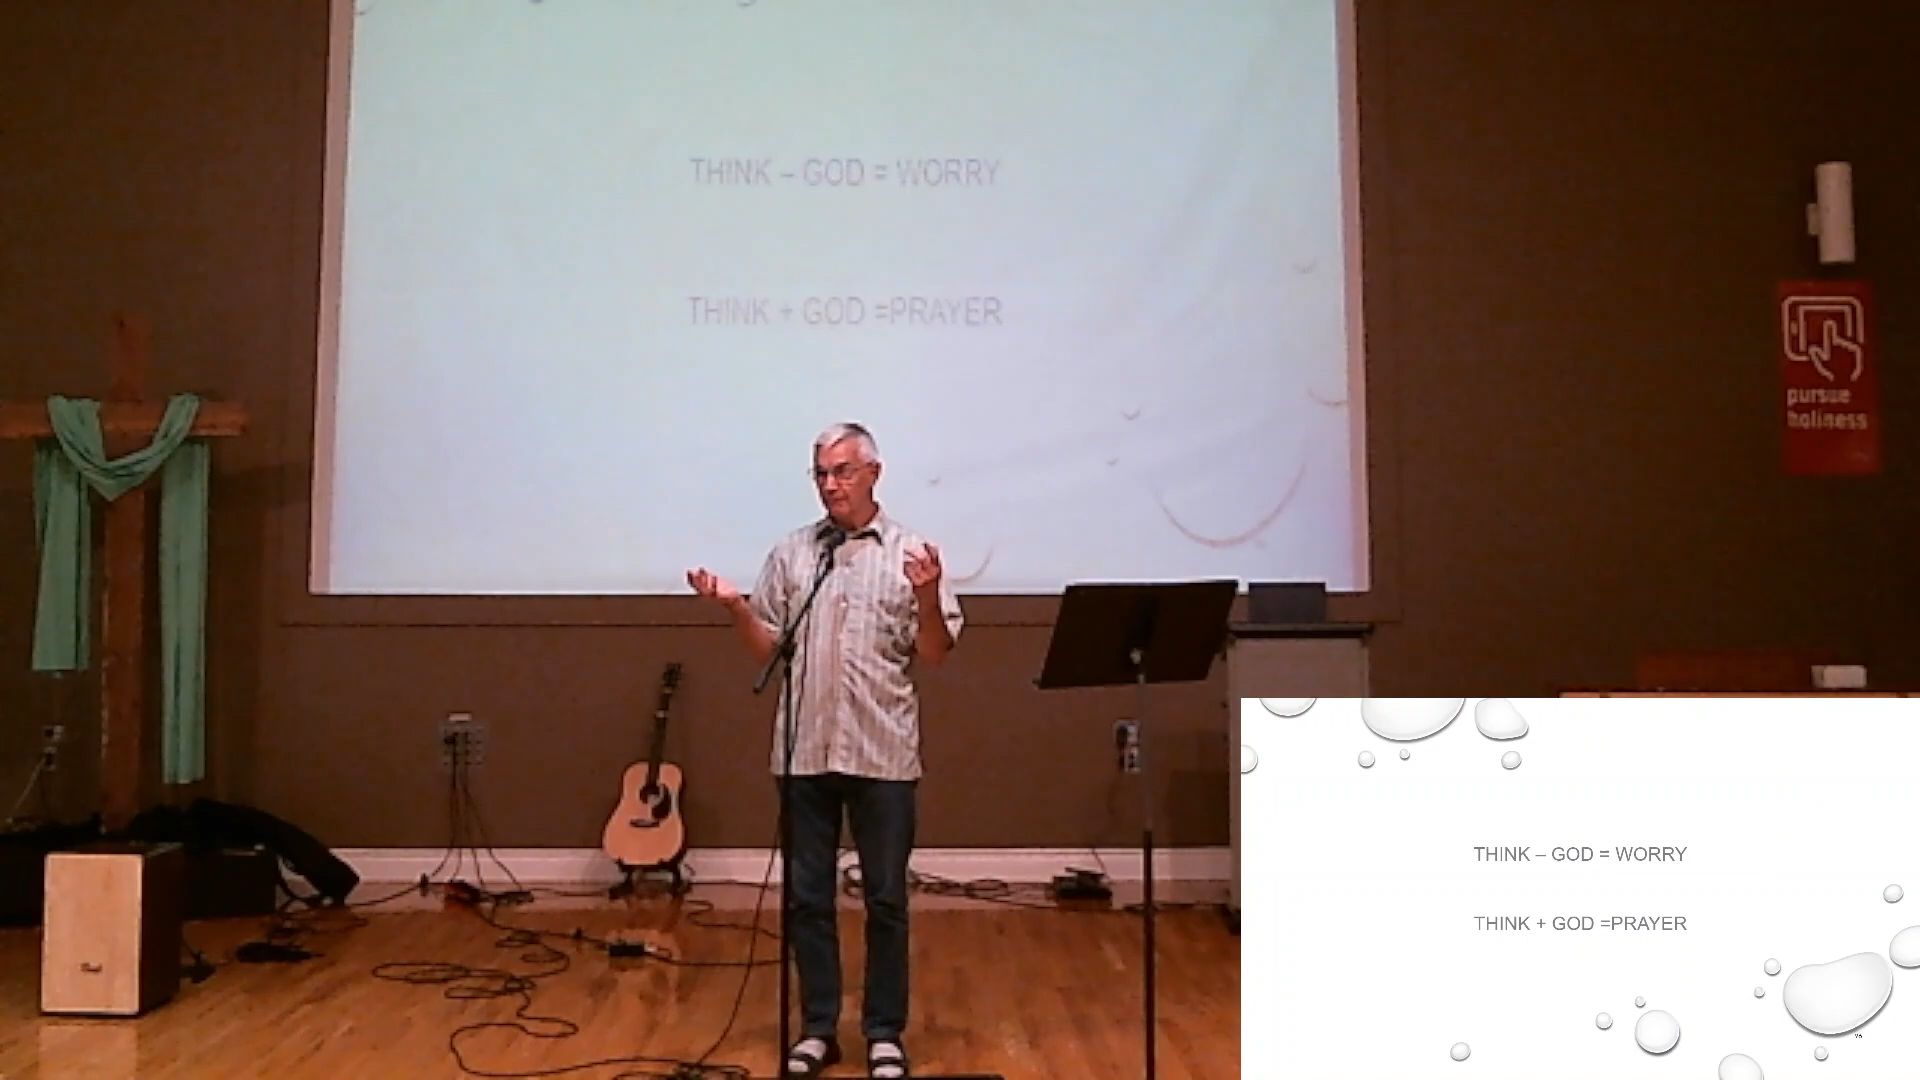 THINK – GOD = WORRY
THINK + GOD =PRAYER
pursue
holiness
THINK – GOD = WORRY
THINK + GOD =PRAYER